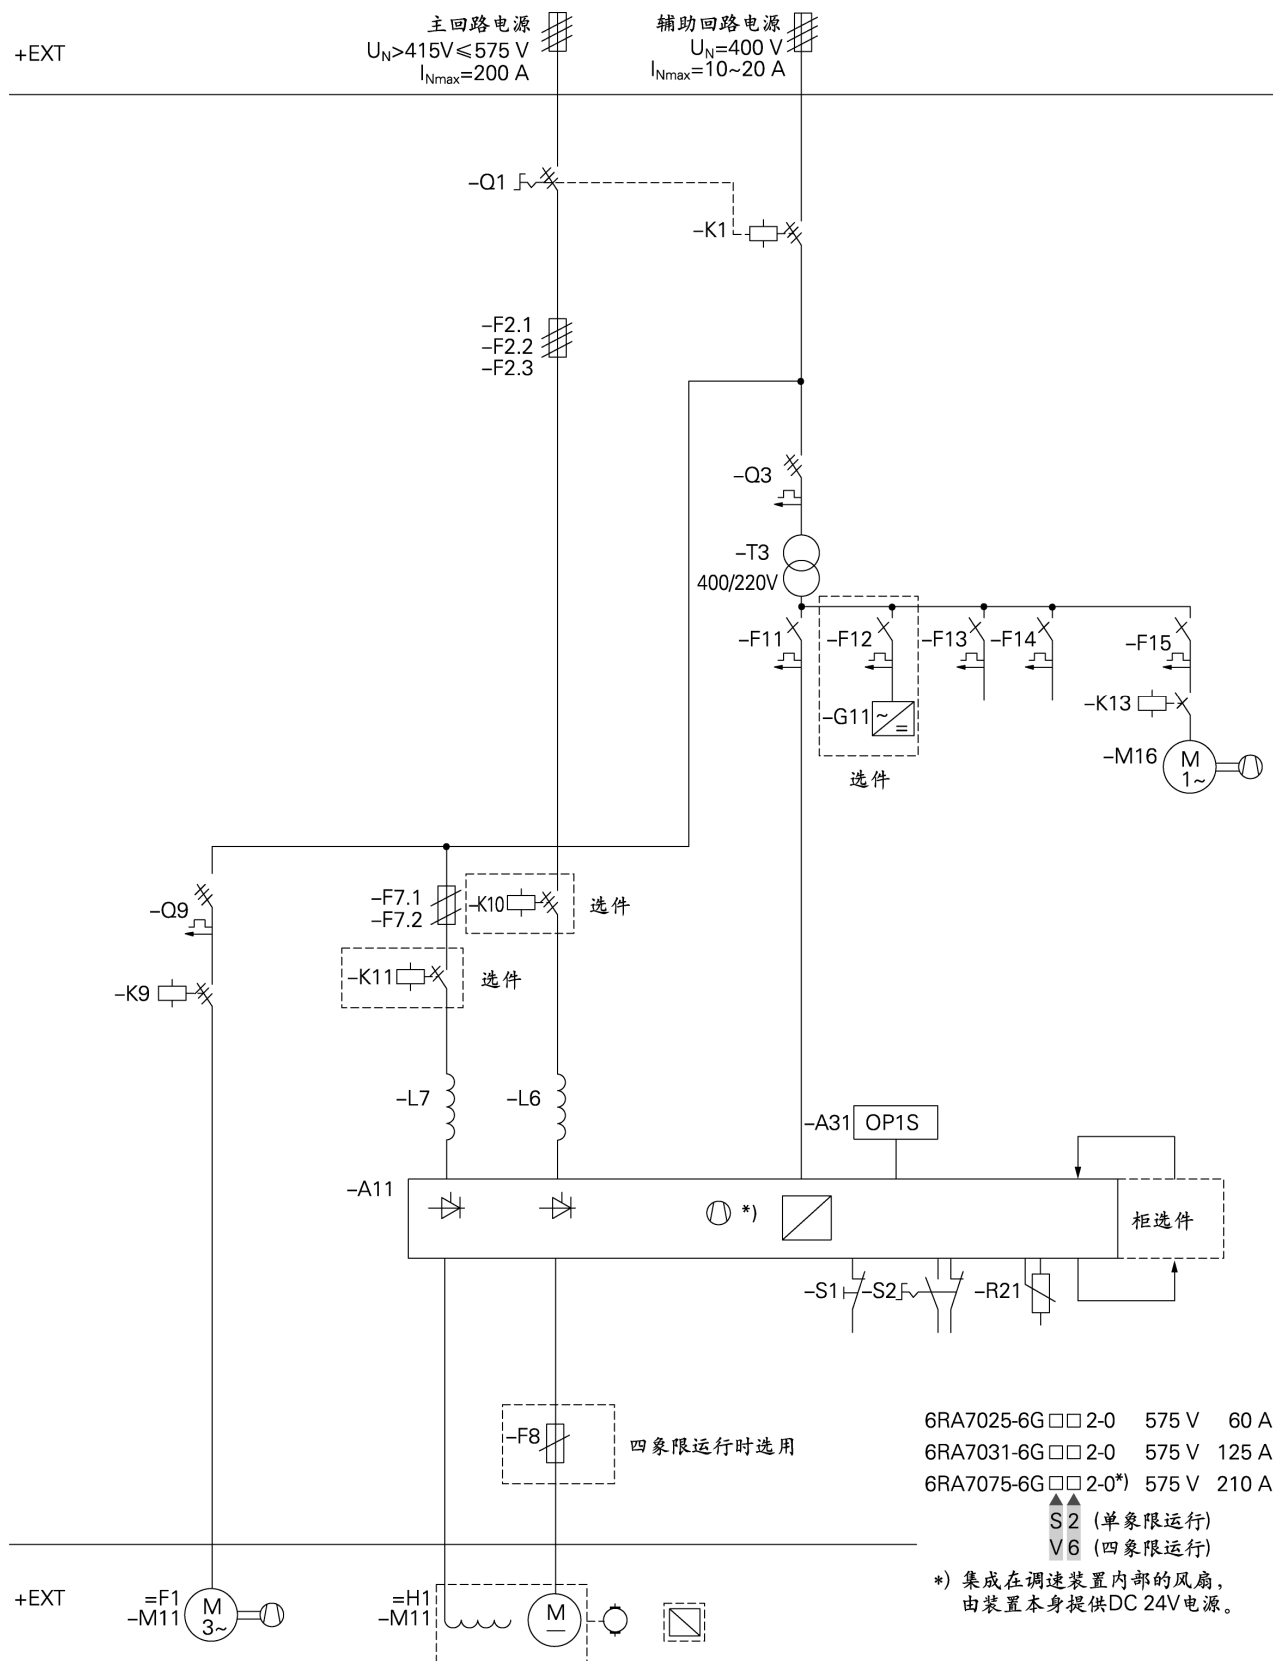 主回路电源
U_N>415V≤575 V
I_Nmax=200 A
辅助回路电源
U_N=400 V
I_Nmax=10~20 A
+EXT
–Q1
–K1
–F2.1
–F2.2
–F2.3
–Q3
–T3
400/220V
–F11
–F12
–F13
–F14
–F15
–G11
~
=
–K13
选件
–M16
M
1~
–F7.1
–F7.2
–K10
选件
–Q9
–K11
选件
–K9
–L7
–L6
–A31
OP1S
–A11
*)
柜选件
–S1
–S2
–R21
–F8
四象限运行时选用
6RA7025-6G□□2-0 575 V 60 A
6RA7031-6G□□2-0 575 V 125 A
6RA7075-6G□□2-0*) 575 V 210 A
S 2 (单象限运行)
V 6 (四象限运行)
*) 集成在调速装置内部的风扇，
由装置本身提供DC 24V电源。
+EXT
=F1
–M11
M
3~
=H1
–M11
M